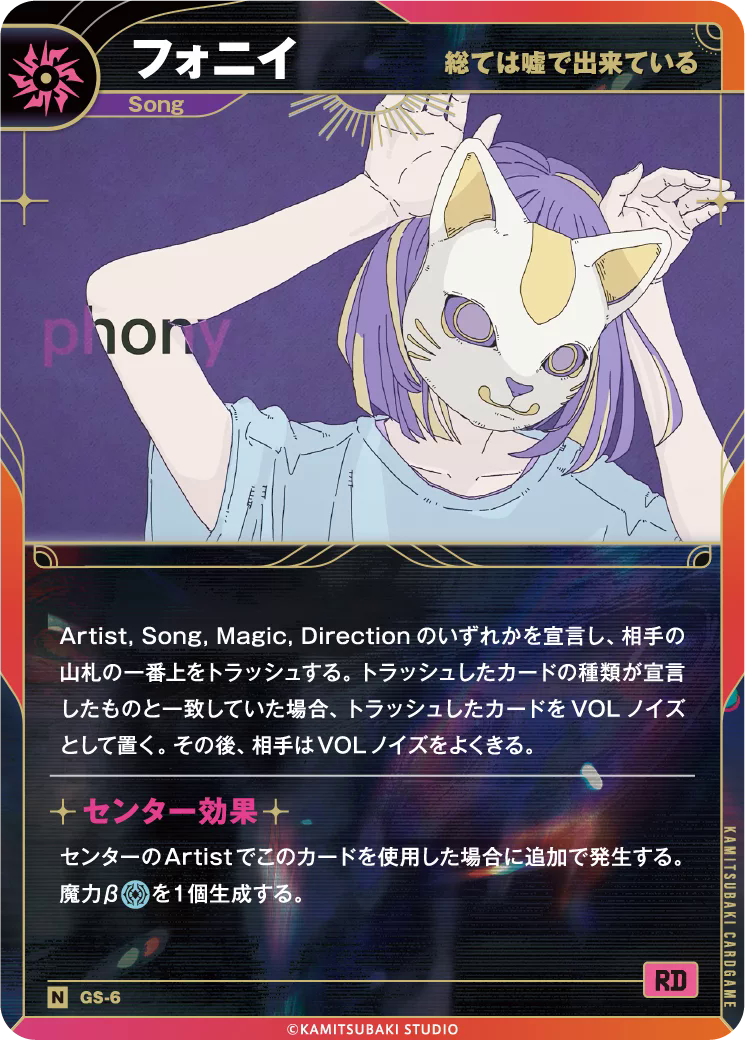 フォニイ
総ては嘘で出来ている
Song
phony
Artist, Song, Magic, Direction のいずれかを宣言し、相手の
山札の一番上をトラッシュする。トラッシュしたカードの種類が宣言
したものと一致していた場合、トラッシュしたカードを VOL ノイズ
として置く。その後、相手は VOL ノイズをよくきる。
センター効果
センターの Artist でこのカードを使用した場合に追加で発生する。
魔力β を1個生成する。
KAMITSUBAKI CARDGAME
RD
N GS-6
©KAMITSUBAKI STUDIO